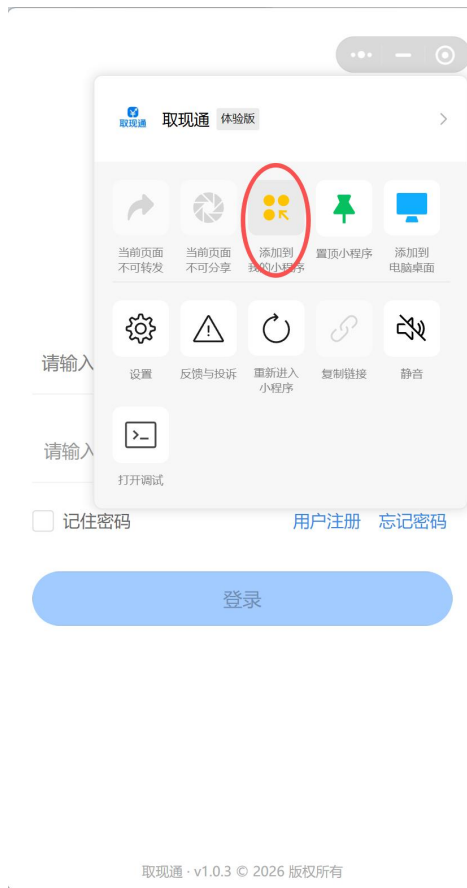 取现通
取现通 体验版
当前页面
不可转发
当前页面
不可分享
添加到
我的小程序
置顶小程序
添加到
电脑桌面
设置
反馈与投诉
重新进入
小程序
复制链接
静音
打开调试
请输入
请输入
记住密码
用户注册 忘记密码
登录
取现通 · v1.0.3 © 2026 版权所有